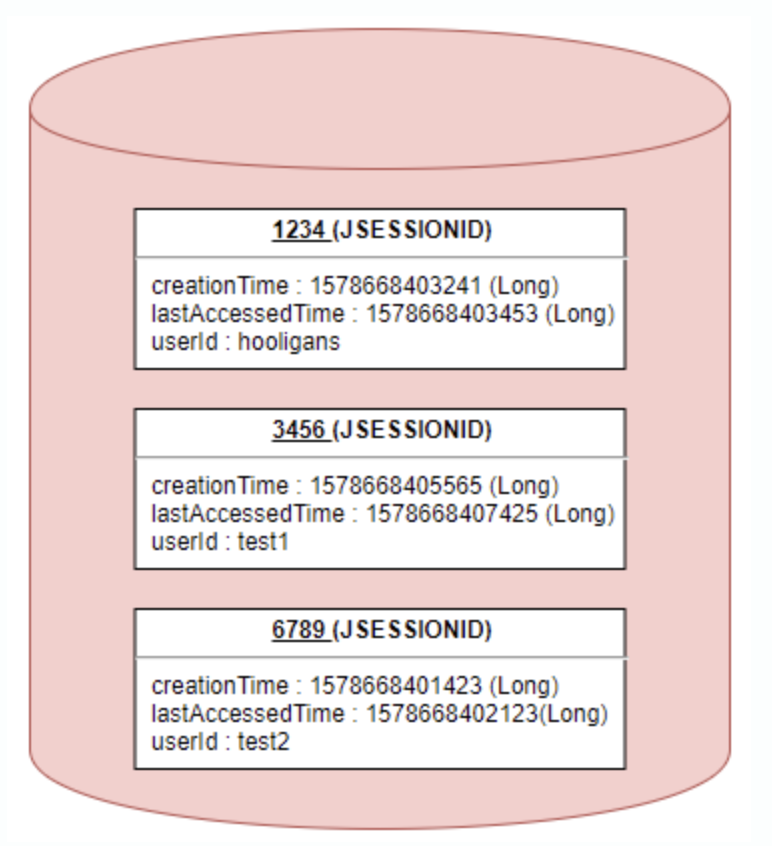 1234 (JSESSIONID)
creationTime : 1578668403241 (Long)
lastAccessedTime : 1578668403453 (Long)
userId : hooligans
3456 (JSESSIONID)
creationTime : 1578668405565 (Long)
lastAccessedTime : 1578668407425 (Long)
userId : test1
6789 (JSESSIONID)
creationTime : 1578668401423 (Long)
lastAccessedTime : 1578668402123(Long)
userId : test2